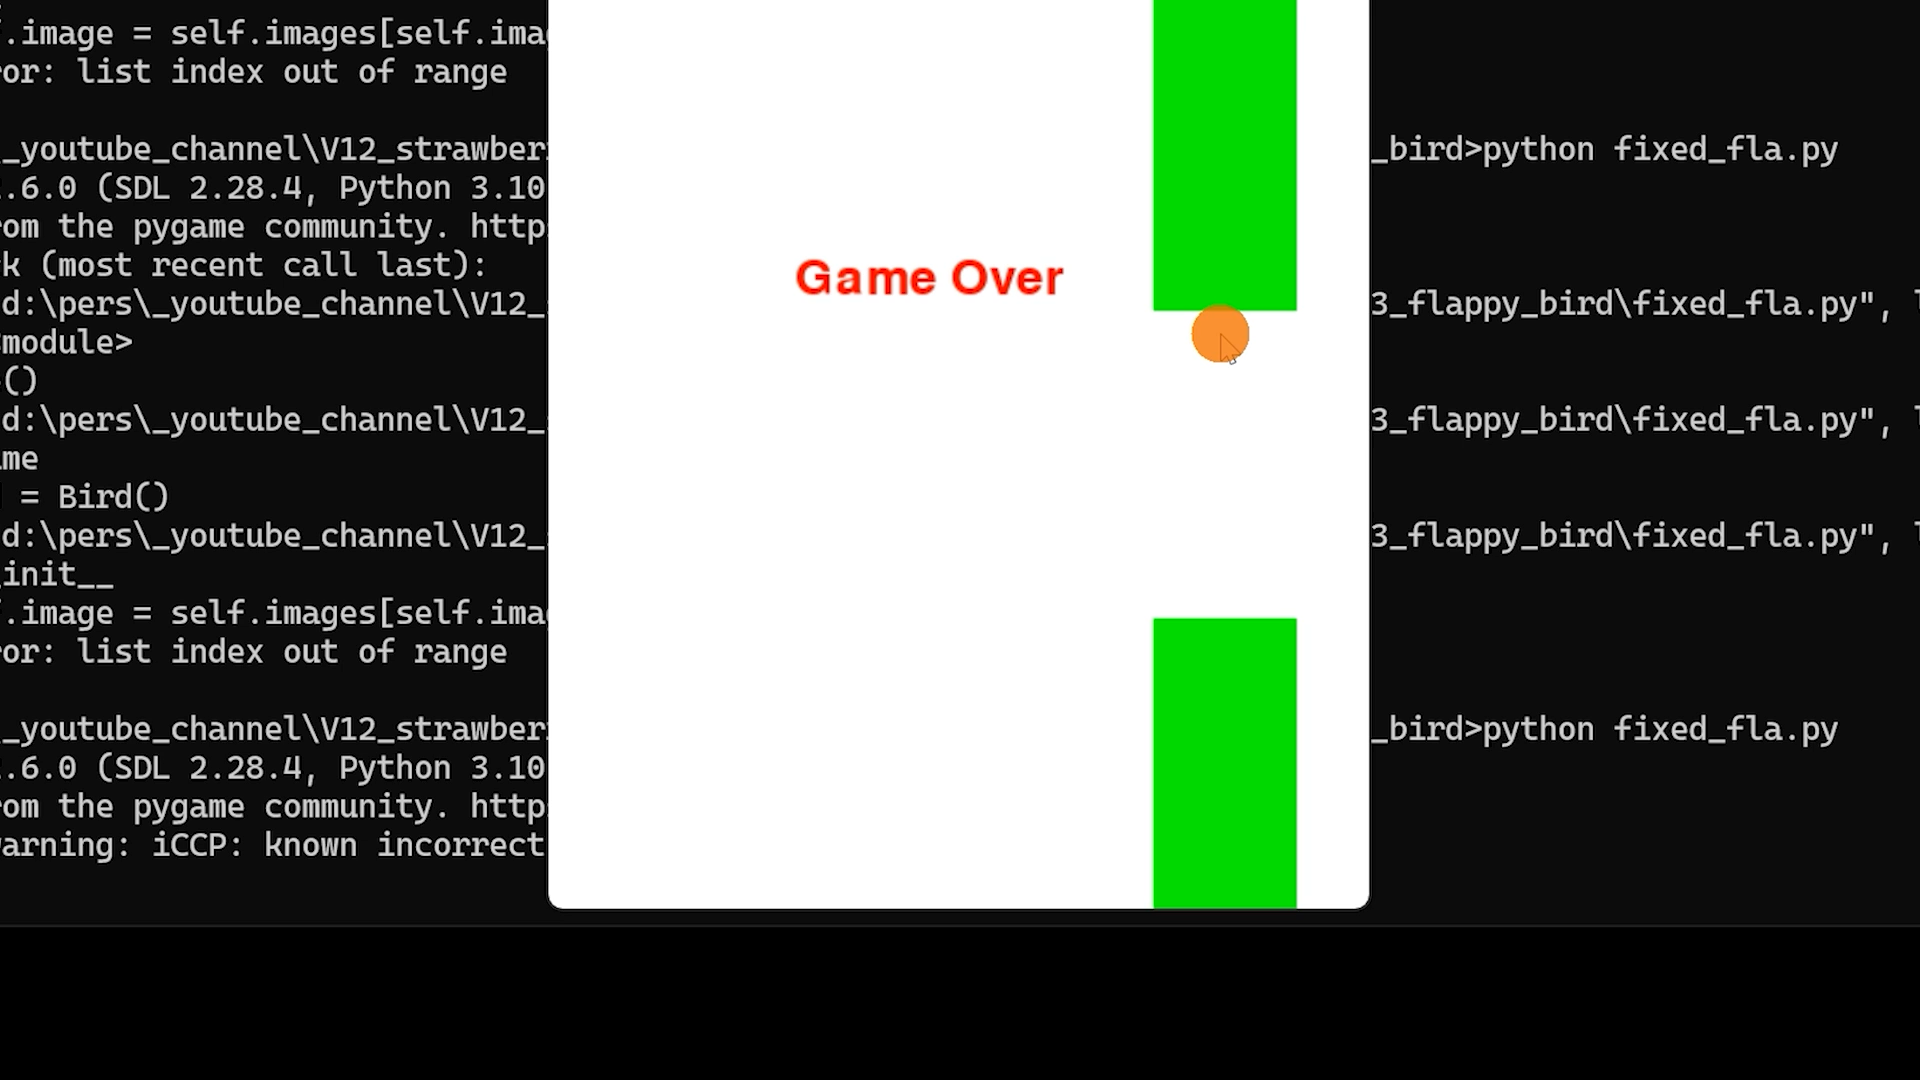 .image = self.images[self.ima
or: list index out of range
_youtube_channel\V12_strawber
_bird>python fixed_fla.py
.6.0 (SDL 2.28.4, Python 3.10
om the pygame community. http
k (most recent call last):
Game Over
d:\pers\_youtube_channel\V12_
3_flappy_bird\fixed_fla.py",
module>
()
d:\pers\_youtube_channel\V12_
3_flappy_bird\fixed_fla.py",
me
= Bird()
d:\pers\_youtube_channel\V12_
3_flappy_bird\fixed_fla.py",
init__
.image = self.images[self.ima
or: list index out of range
_youtube_channel\V12_strawber
_bird>python fixed_fla.py
.6.0 (SDL 2.28.4, Python 3.10
om the pygame community. http
arning: iCCP: known incorrect